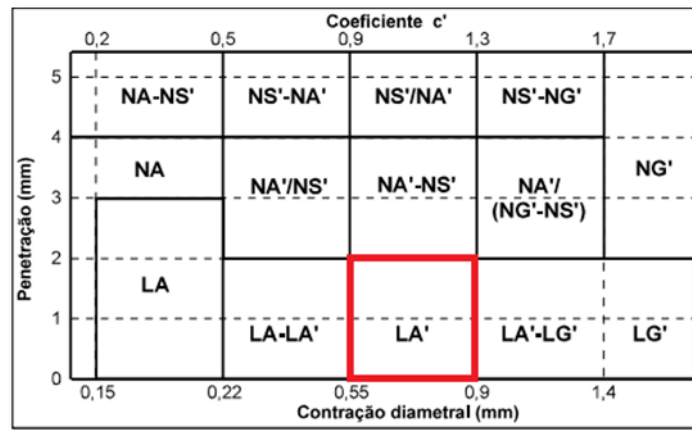 Coeficiente c'
0,2 0,5 0,9 1,3 1,7
Penetração (mm)
5
NA-NS' NS'-NA' NS'/NA' NS'-NG'
4
NA NA'/NS' NA'-NS' NA'/ NG'
3
(NG'-NS')
2
LA
1
LA-LA' LA' LA'-LG' LG'
0
0,15 0,22 0,55 0,9 1,4
Contração diametral (mm)